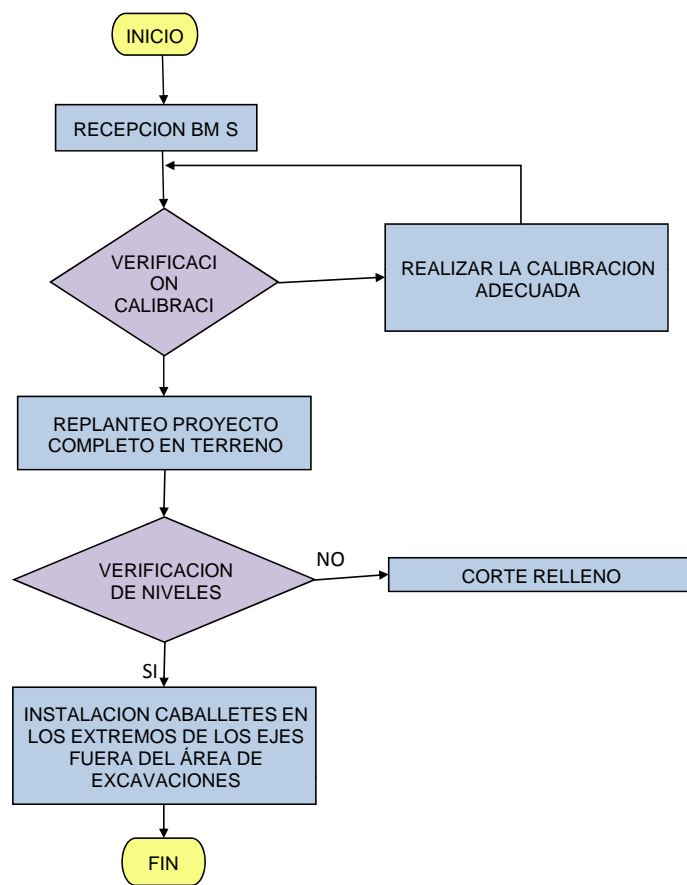 INICIO
RECEPCION BM S
VERIFICACI
ON
CALIBRACI
REALIZAR LA CALIBRACION
ADECUADA
REPLANTEO PROYECTO
COMPLETO EN TERRENO
VERIFICACION
DE NIVELES
NO
CORTE RELLENO
SI
INSTALACION CABALLETES EN
LOS EXTREMOS DE LOS EJES
FUERA DEL ÁREA DE
EXCAVACIONES
FIN